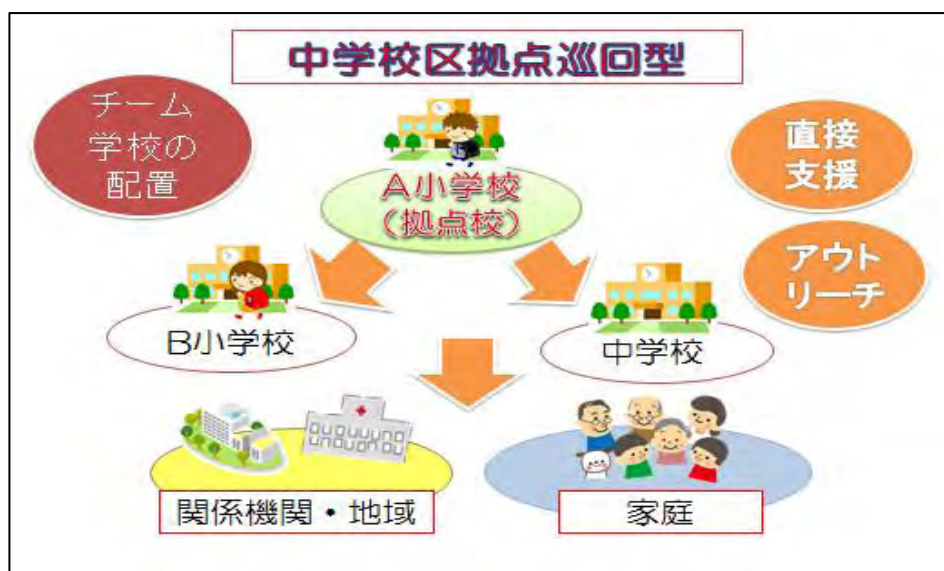 中学校区拠点巡回型
チーム
学校の
配置
A小学校
（拠点校）
直接
支援
アウト
リーチ
B小学校
中学校
関係機関・地域
家庭